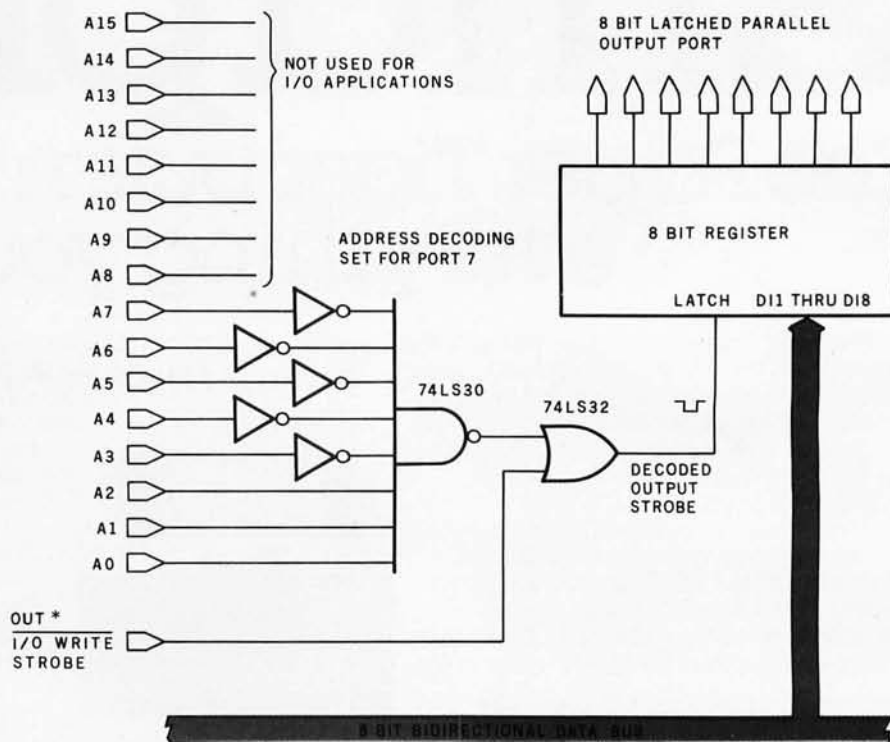 A15
A14
A13
A12
A11
A10
A9
A8
A7
A6
A5
A4
A3
A2
A1
A0
NOT USED FOR
I/O APPLICATIONS
8 BIT LATCHED PARALLEL
OUTPUT PORT
ADDRESS DECODING
SET FOR PORT 7
8 BIT REGISTER
LATCH DI1 THRU DI8
74LS30
74LS32
DECODED
OUTPUT
STROBE
OUT *
I/O WRITE
STROBE
8 BIT BIDIRECTIONAL DATA BUS